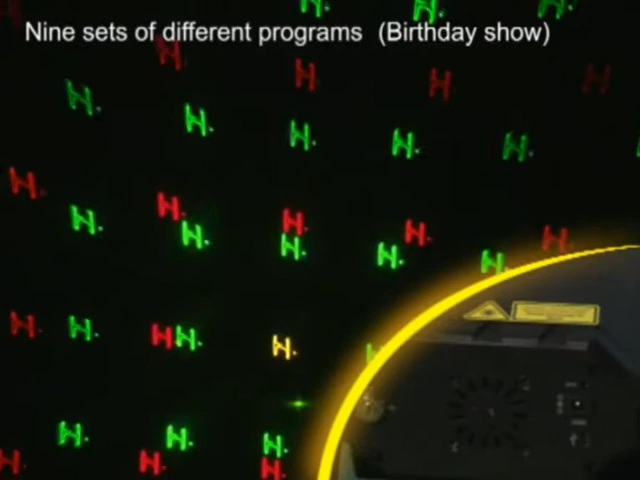 Nine sets of different programs (Birthday show)
H. H. H.
H H H H
H. H. H. H. H.
H. H. H. H. H
H. H. H. H.
H H. H H. H.
H. H. H.
H H. H.